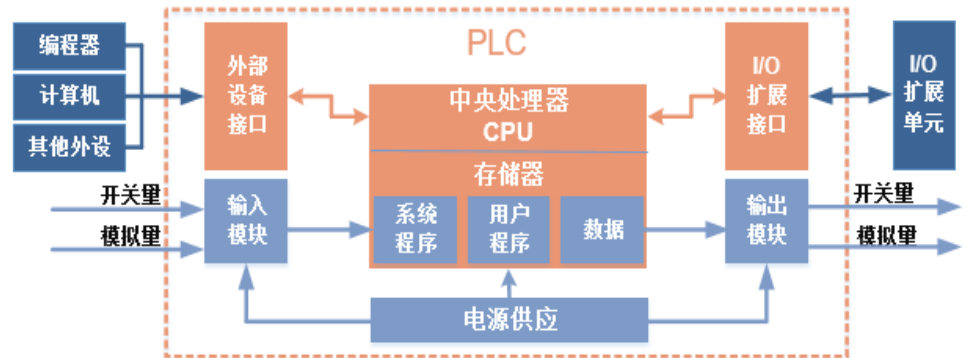 PLC
编程器
计算机
其他外设
外部
设备
接口
中央处理器
CPU
I/O
扩展
接口
I/O
扩展
单元
存储器
系统
程序
用户
程序
数据
开关量
模拟量
输入
模块
输出
模块
开关量
模拟量
电源供应